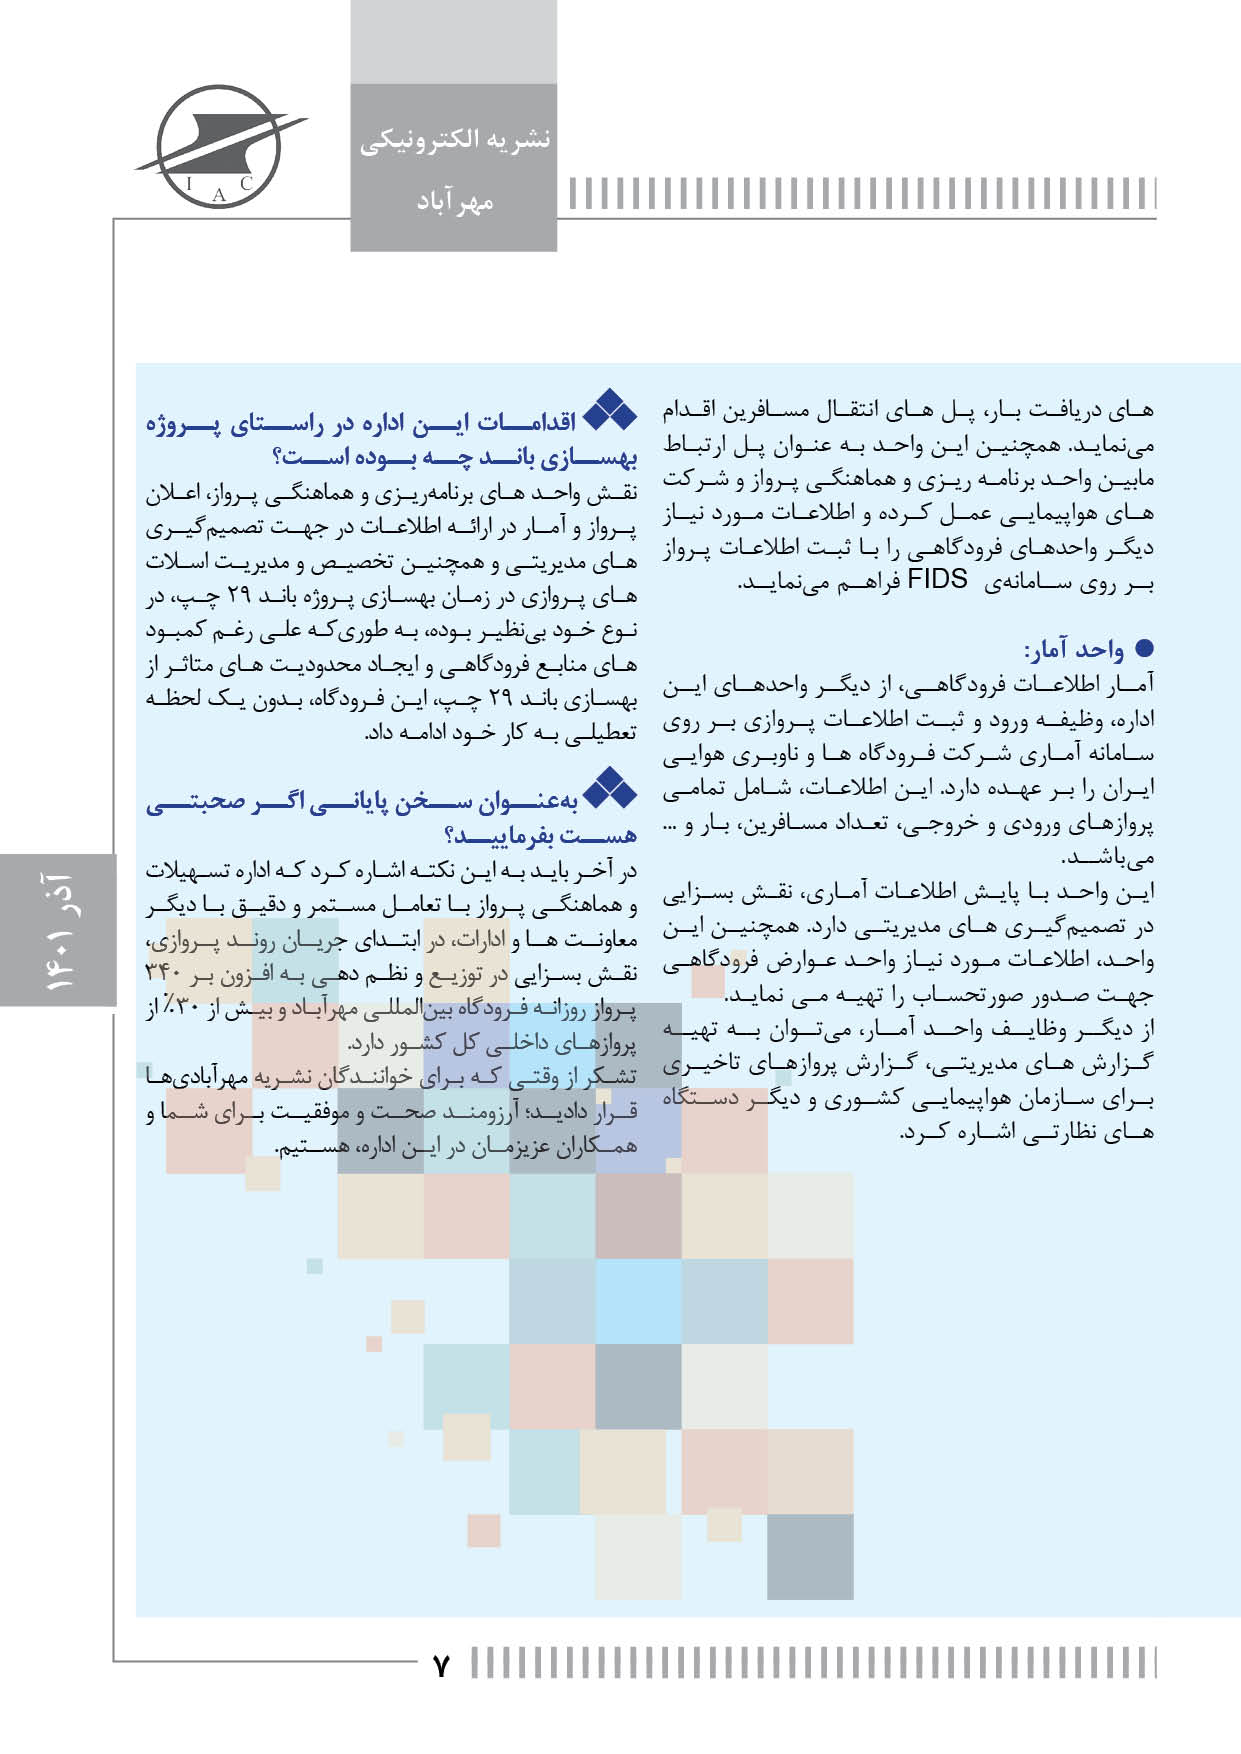 نشریه الکترونیکی
مهرآباد
I A C
های دریافت بار، پل های انتقال مسافرین اقدام
می‌نماید. همچنین این واحد به عنوان پل ارتباط
مابین واحد برنامه ریزی و هماهنگی پرواز و شرکت
های هواپیمایی عمل کرده و اطلاعات مورد نیاز
دیگر واحدهای فرودگاهی را با ثبت اطلاعات پرواز
بر روی سامانه‌ی FIDS فراهم می‌نماید.
● واحد آمار:
آمار اطلاعات فرودگاهی، از دیگر واحدهای این
اداره، وظیفه ورود و ثبت اطلاعات پروازی بر روی
سامانه آماری شرکت فرودگاه ها و ناوبری هوایی
ایران را بر عهده دارد. این اطلاعات، شامل تمامی
پروازهای ورودی و خروجی، تعداد مسافرین، بار و ...
می‌باشد.
این واحد با پایش اطلاعات آماری، نقش بسزایی
در تصمیم‌گیری های مدیریتی دارد. همچنین این
واحد، اطلاعات مورد نیاز واحد عوارض فرودگاهی
جهت صدور صورتحساب را تهیه می نماید.
از دیگر وظایف واحد آمار، می‌توان به تهیه
گزارش های مدیریتی، گزارش پروازهای تاخیری
برای سازمان هواپیمایی کشوری و دیگر دستگاه
های نظارتی اشاره کرد.
اقدامات این اداره در راستای پروژه
بهسازی باند چه بوده است؟
نقش واحد های برنامه‌ریزی و هماهنگی پرواز، اعلان
پرواز و آمار در ارائه اطلاعات در جهت تصمیم‌گیری
های مدیریتی و همچنین تخصیص و مدیریت اسلات
های پروازی در زمان بهسازی پروژه باند ۲۹ چپ، در
نوع خود بی‌نظیر بوده، به طوری‌که علی رغم کمبود
های منابع فرودگاهی و ایجاد محدودیت های متاثر از
بهسازی باند ۲۹ چپ، این فرودگاه، بدون یک لحظه
تعطیلی به کار خود ادامه داد.
به‌عنوان سخن پایانی اگر صحبتی
هست بفرمایید؟
در آخر باید به این نکته اشاره کرد که اداره تسهیلات
و هماهنگی پرواز با تعامل مستمر و دقیق با دیگر
معاونت ها و ادارات، در ابتدای جریان روند پروازی،
نقش بسزایی در توزیع و نظم دهی به افزون بر ۳۴۰
پرواز روزانه فرودگاه بین‌المللی مهرآباد و بیش از ۳۰٪ از
پروازهای داخلی کل کشور دارد.
تشکر از وقتی که برای خوانندگان نشریه مهرآبادی‌ها
قرار دادید؛ آرزومند صحت و موفقیت برای شما و
همکاران عزیزمان در این اداره، هستیم.
آذر ۱۴۰۱
۷